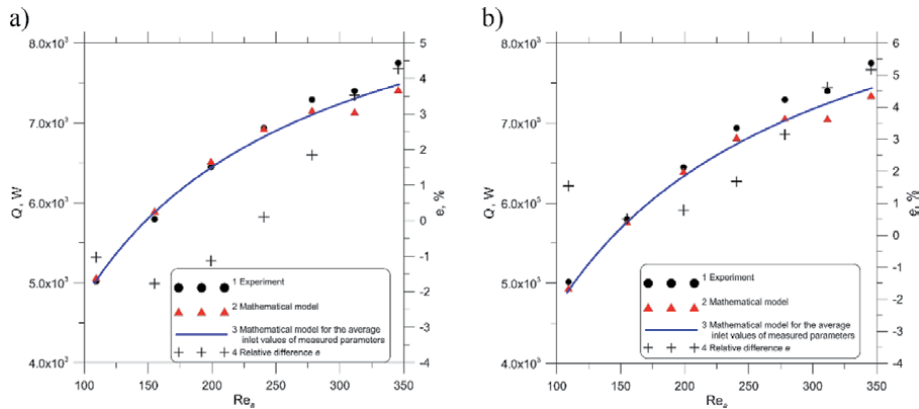 a)
8.0x10³
7.0x10³
6.0x10³
5.0x10³
4.0x10³
Q, W
5
4
3
2
1
0
-1
-2
-3
-4
e, %
1 Experiment
2 Mathematical model
3 Mathematical model for the average
inlet values of measured parameters
4 Relative difference e
100 150 200 250 300 350
Reₐ
b)
8.0x10³
7.0x10³
6.0x10³
5.0x10³
4.0x10³
Q, W
6
5
4
3
2
1
0
-1
-2
-3
-4
e, %
1 Experiment
2 Mathematical model
3 Mathematical model for the average
inlet values of measured parameters
4 Relative difference e
100 150 200 250 300 350
Reₐ